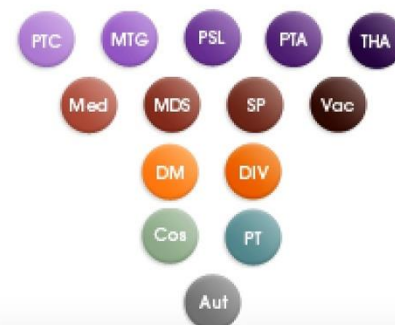 PTC MTG PSL PTA THA
Med MDS SP Vac
DM DIV
Cos PT
Aut